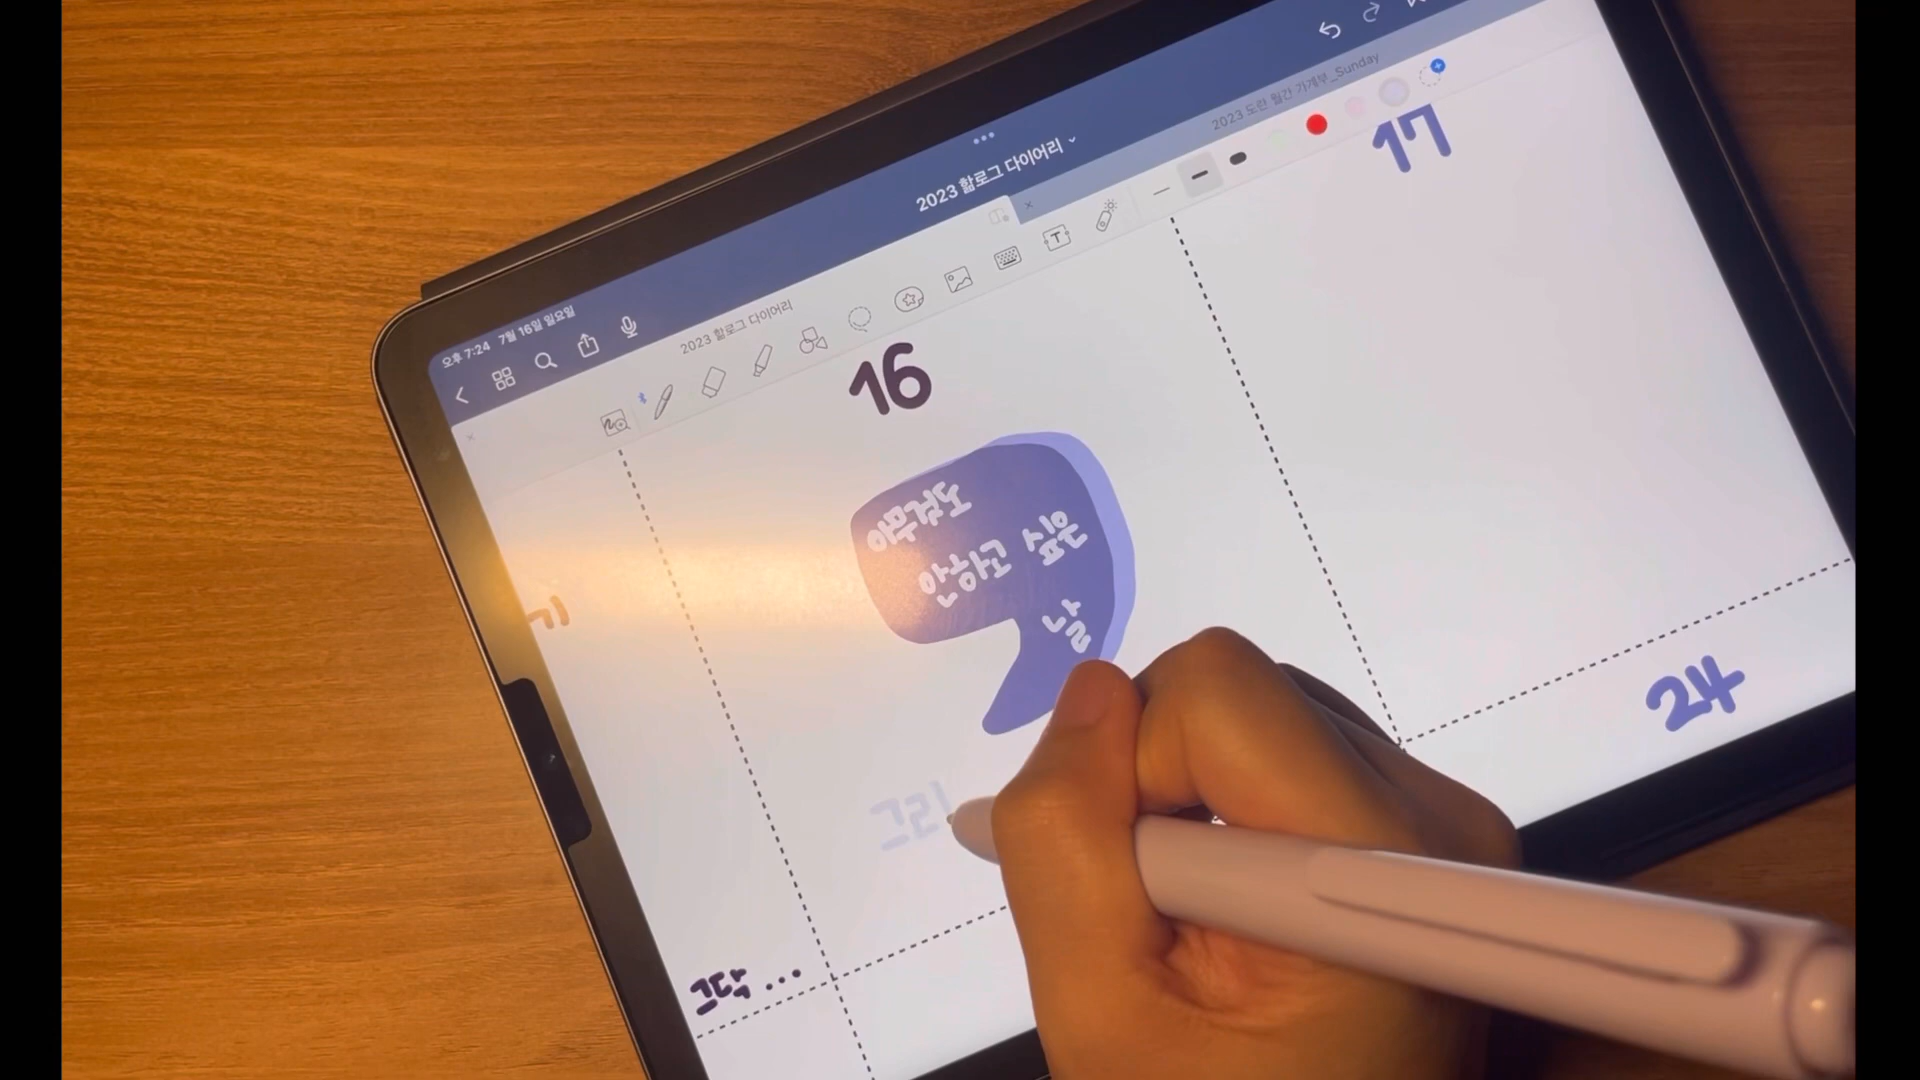 오후 7:24 7월 16일 일요일
2023 할로그 다이어리
2023 할로그 다이어리
2023 도란 월간 가계부_Sunday
16
17
아무것도
안하고 싶은
날
기
그리
그닥...
24